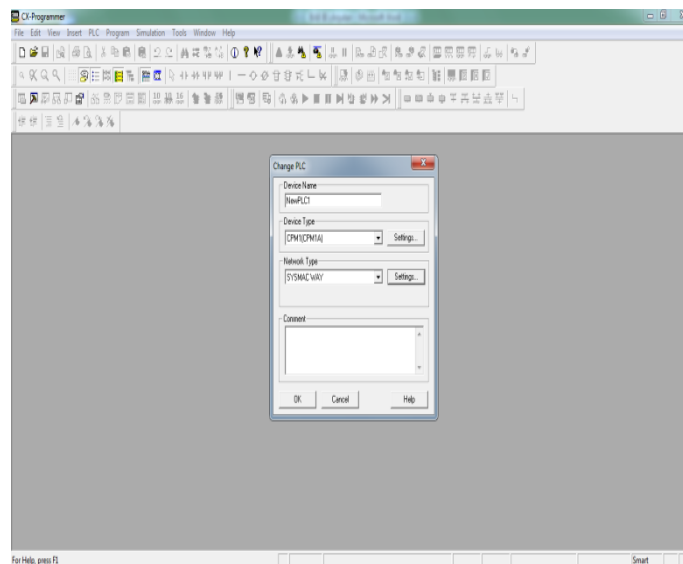 CX-Programmer
File Edit View Insert PLC Program Simulation Tools Window Help
Change PLC
Device Name
NewPLC1
Device Type
CPM1(CPM1A)
Settings...
Network Type
SYSMAC WAY
Settings...
Comment
OK Cancel Help
For Help, press F1
Smart